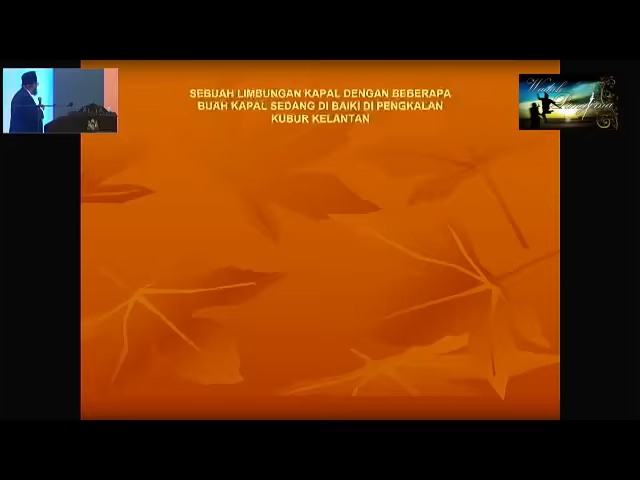 SEBUAH LIMBUNGAN KAPAL DENGAN BEBERAPA
BUAH KAPAL SEDANG DI BAIKI DI PENGKALAN
KUBUR KELANTAN